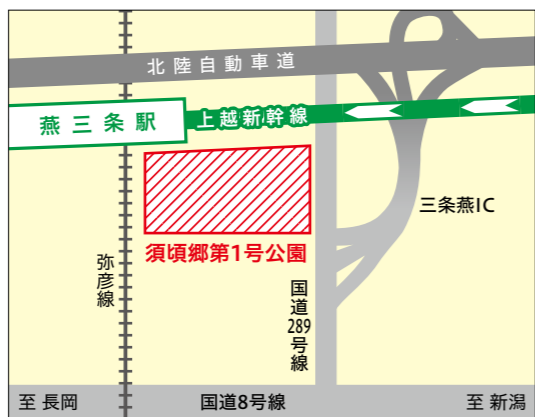 北陸自動車道
燕三条駅
上越新幹線
三条燕IC
須頃郷第1号公園
弥彦線
国道289号線
至 長岡
国道8号線
至 新潟